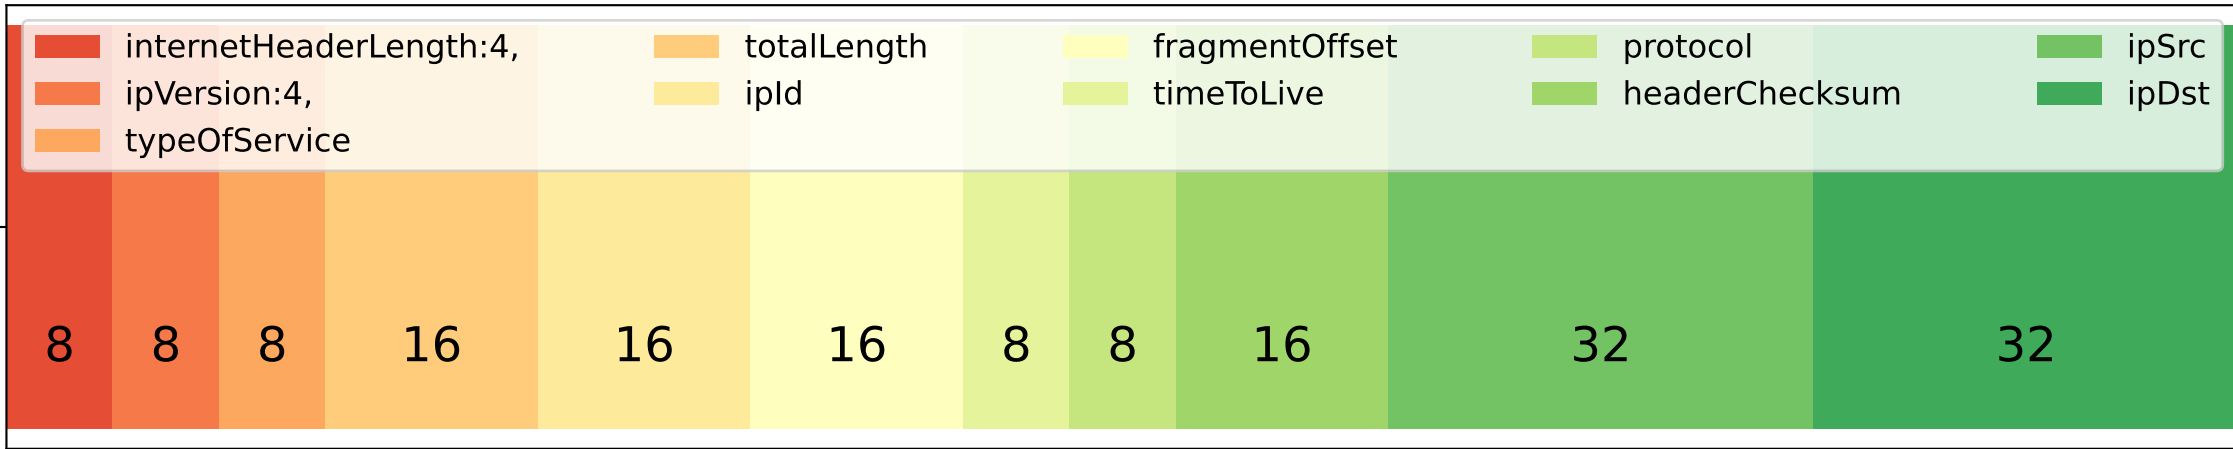 internetHeaderLength:4, totalLength fragmentOffset protocol ipSrc
ipVersion:4, ipId timeToLive headerChecksum ipDst
typeOfService
8 8 8 16 16 16 8 8 16 32 32